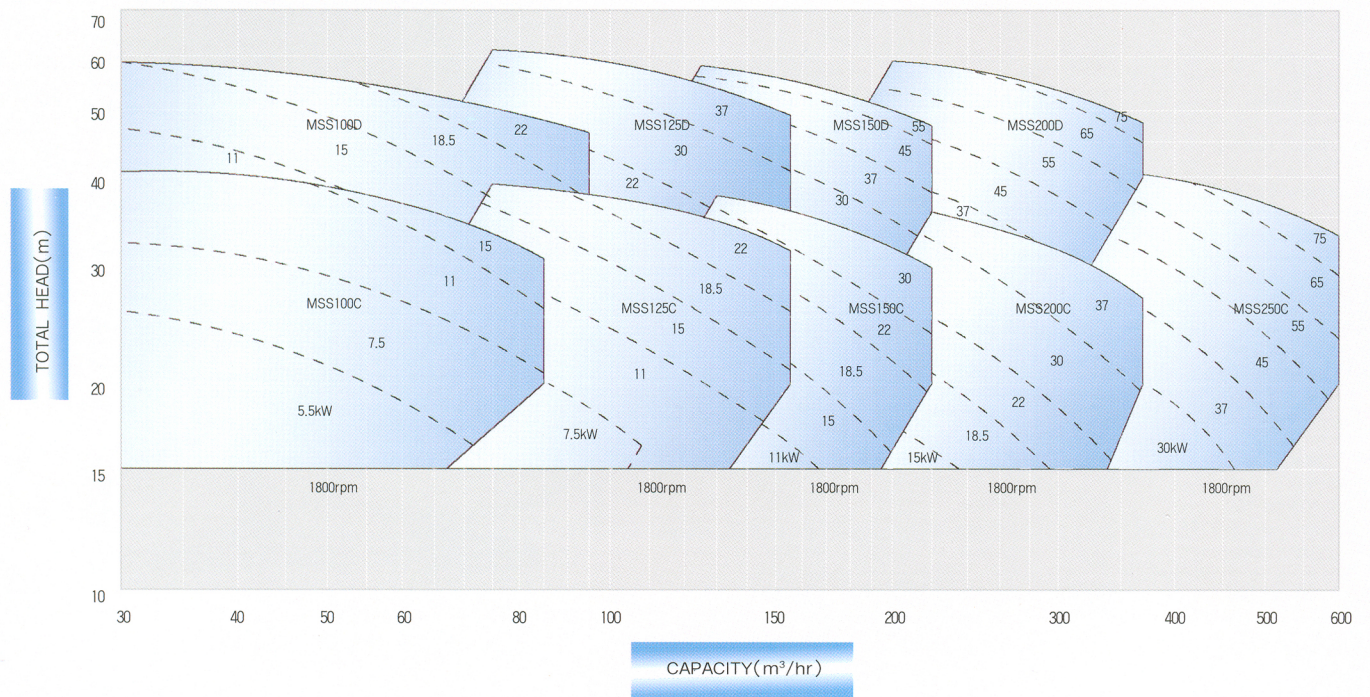 70
60
50
40
30
20
15
10
TOTAL HEAD(m)
MSS100D
11
15
18.5
22
MSS125D
37
30
22
MSS150D
55
45
37
30
MSS200D
75
65
55
45
37
MSS100C
15
11
7.5
5.5kW
MSS125C
22
18.5
15
11
7.5kW
MSS150C
30
22
18.5
15
11kW
MSS200C
37
30
22
18.5
15kW
MSS250C
75
65
55
45
37
30kW
1800rpm 1800rpm 1800rpm 1800rpm 1800rpm
30 40 50 60 80 100 150 200 300 400 500 600
CAPACITY(m³/hr)